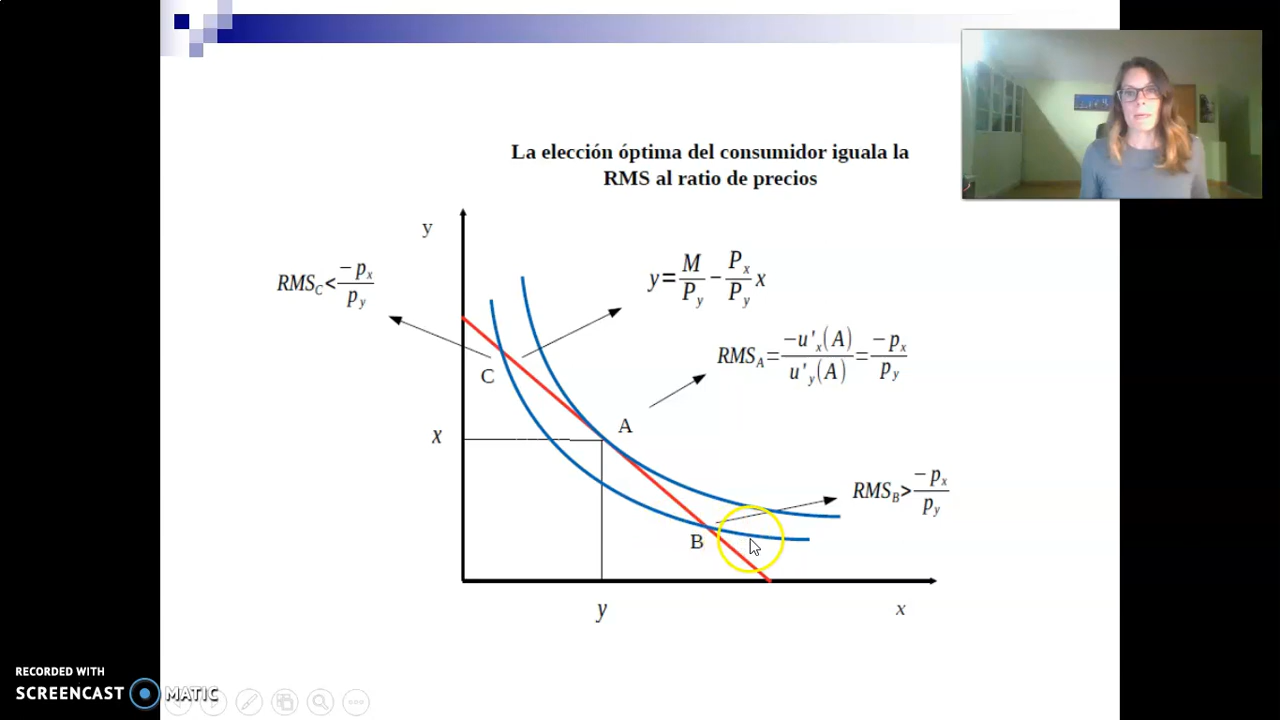 La elección óptima del consumidor iguala la
RMS al ratio de precios
y
RMS_C < -p_x / p_y
y = M / P_y - P_x / P_y x
RMS_A = -u'_x(A) / u'_y(A) = -p_x / p_y
C
A
x
RMS_B > -p_x / p_y
B
y
x
RECORDED WITH
SCREENCAST MATIC